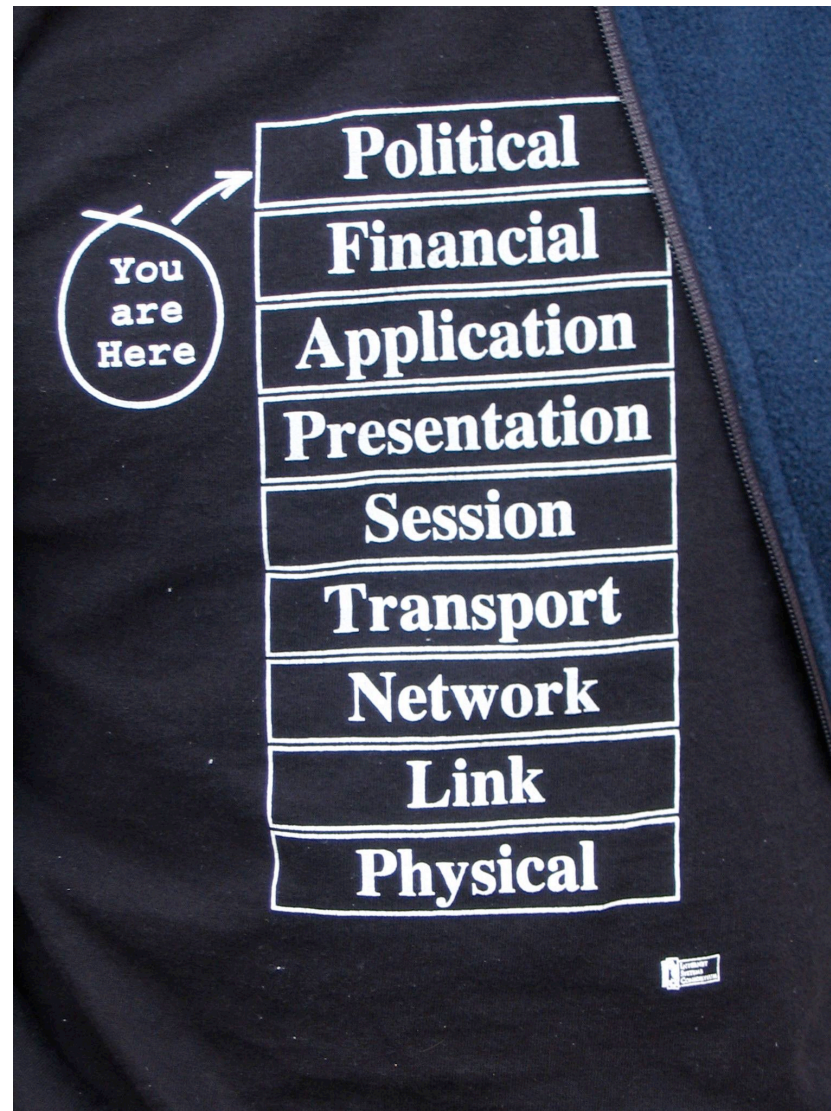 Political
Financial
Application
Presentation
Session
Transport
Network
Link
Physical
You
are
Here